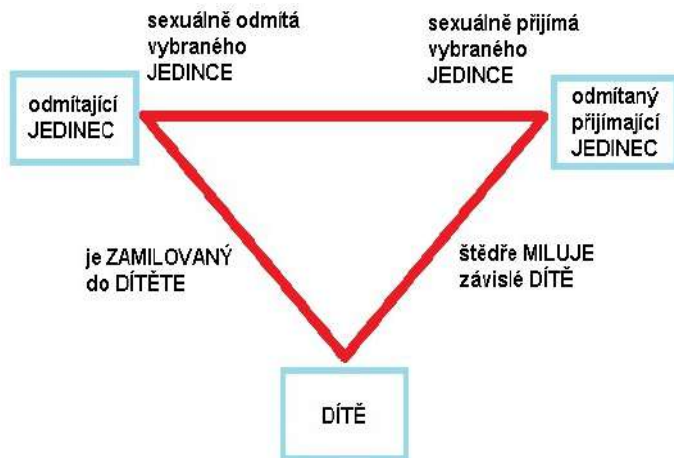 sexuálně odmítá
vybraného
JEDINCE
sexuálně přijímá
vybraného
JEDINCE
odmítající
JEDINEC
odmítaný
přijímající
JEDINEC
je ZAMILOVANÝ
do DÍTĚTE
štědře MILUJE
závislé DÍTĚ
DÍTĚ